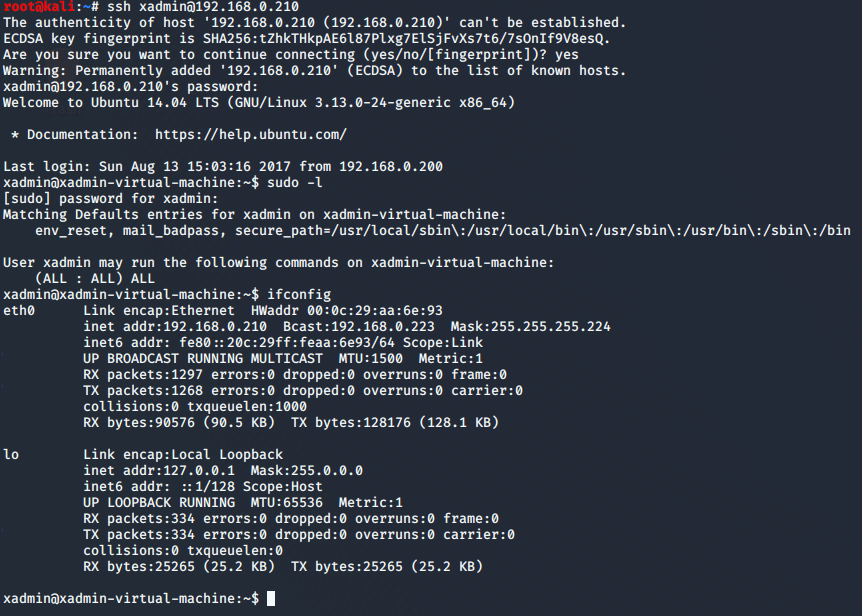 root@kali:~# ssh xadmin@192.168.0.210
The authenticity of host '192.168.0.210 (192.168.0.210)' can't be established.
ECDSA key fingerprint is SHA256:tZhkTHkpAE6l87Plxg7ElSjFvXs7t6/7sOnIf9V8esQ.
Are you sure you want to continue connecting (yes/no/[fingerprint])? yes
Warning: Permanently added '192.168.0.210' (ECDSA) to the list of known hosts.
xadmin@192.168.0.210's password:
Welcome to Ubuntu 14.04 LTS (GNU/Linux 3.13.0-24-generic x86_64)
* Documentation:  https://help.ubuntu.com/
Last login: Sun Aug 13 15:03:16 2017 from 192.168.0.200
xadmin@xadmin-virtual-machine:~$ sudo -l
[sudo] password for xadmin:
Matching Defaults entries for xadmin on xadmin-virtual-machine:
    env_reset, mail_badpass, secure_path=/usr/local/sbin\:/usr/local/bin\:/usr/sbin\:/usr/bin\:/sbin\:/bin
User xadmin may run the following commands on xadmin-virtual-machine:
    (ALL : ALL) ALL
xadmin@xadmin-virtual-machine:~$ ifconfig
eth0      Link encap:Ethernet  HWaddr 00:0c:29:aa:6e:93
          inet addr:192.168.0.210  Bcast:192.168.0.223  Mask:255.255.255.224
          inet6 addr: fe80::20c:29ff:feaa:6e93/64 Scope:Link
          UP BROADCAST RUNNING MULTICAST  MTU:1500  Metric:1
          RX packets:1297 errors:0 dropped:0 overruns:0 frame:0
          TX packets:1268 errors:0 dropped:0 overruns:0 carrier:0
          collisions:0 txqueuelen:1000
          RX bytes:90576 (90.5 KB)  TX bytes:128176 (128.1 KB)
lo        Link encap:Local Loopback
          inet addr:127.0.0.1  Mask:255.0.0.0
          inet6 addr: ::1/128 Scope:Host
          UP LOOPBACK RUNNING  MTU:65536  Metric:1
          RX packets:334 errors:0 dropped:0 overruns:0 frame:0
          TX packets:334 errors:0 dropped:0 overruns:0 carrier:0
          collisions:0 txqueuelen:0
          RX bytes:25265 (25.2 KB)  TX bytes:25265 (25.2 KB)
xadmin@xadmin-virtual-machine:~$